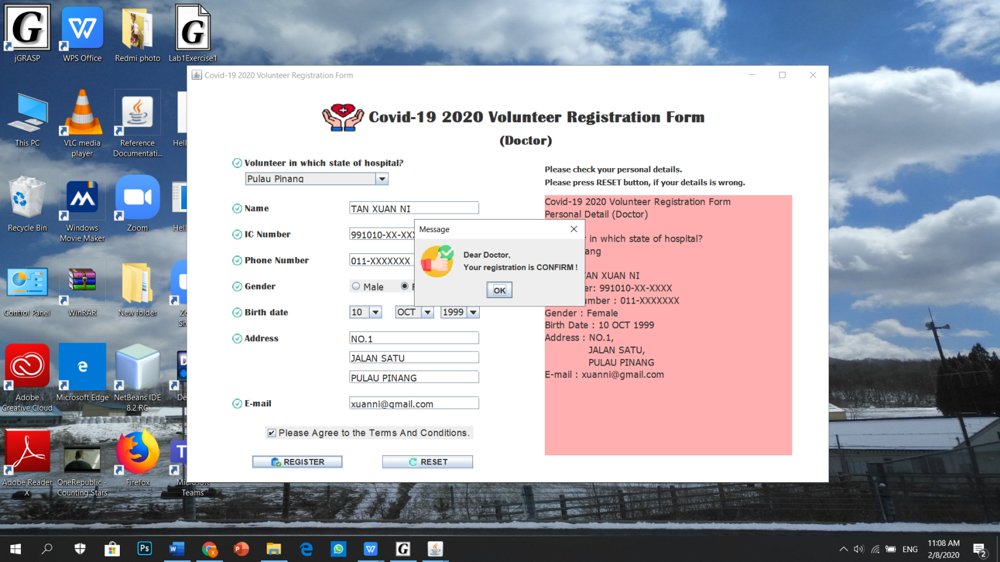 jGRASP
WPS Office
Redmi photo
Lab1Exercise1
This PC
VLC media
player
Reference
Documentati...
Hell
Recycle Bin
Windows
Movie Maker
Zoom
Hell
Control Panel
WinRAR
New folder
Zo
Sh
Adobe
Creative Cloud
Microsoft Edge
NetBeans IDE
8.2 RC
De
Adobe Reader
X
OneRepublic -
Counting Stars
Firefox
Microsoft
Teams
Covid-19 2020 Volunteer Registration Form
Covid-19 2020 Volunteer Registration Form
(Doctor)
Volunteer in which state of hospital?
Pulau Pinang
Name
TAN XUAN NI
IC Number
991010-XX-XXX
Phone Number
011-XXXXXXX
Gender
Male
F
Birth date
10
OCT
1999
Address
NO.1
JALAN SATU
PULAU PINANG
E-mail
xuanni@gmail.com
Please Agree to the Terms And Conditions.
REGISTER
RESET
Please check your personal details.
Please press RESET button, if your details is wrong.
Covid-19 2020 Volunteer Registration Form
Personal Detail (Doctor)
in which state of hospital?
ang
TAN XUAN NI
er: 991010-XX-XXXX
mber : 011-XXXXXXX
Gender : Female
Birth Date : 10 OCT 1999
Address : NO.1,
JALAN SATU,
PULAU PINANG
E-mail : xuanni@gmail.com
Message
Dear Doctor,
Your registration is CONFIRM !
OK
ENG
11:08 AM
2/8/2020
2